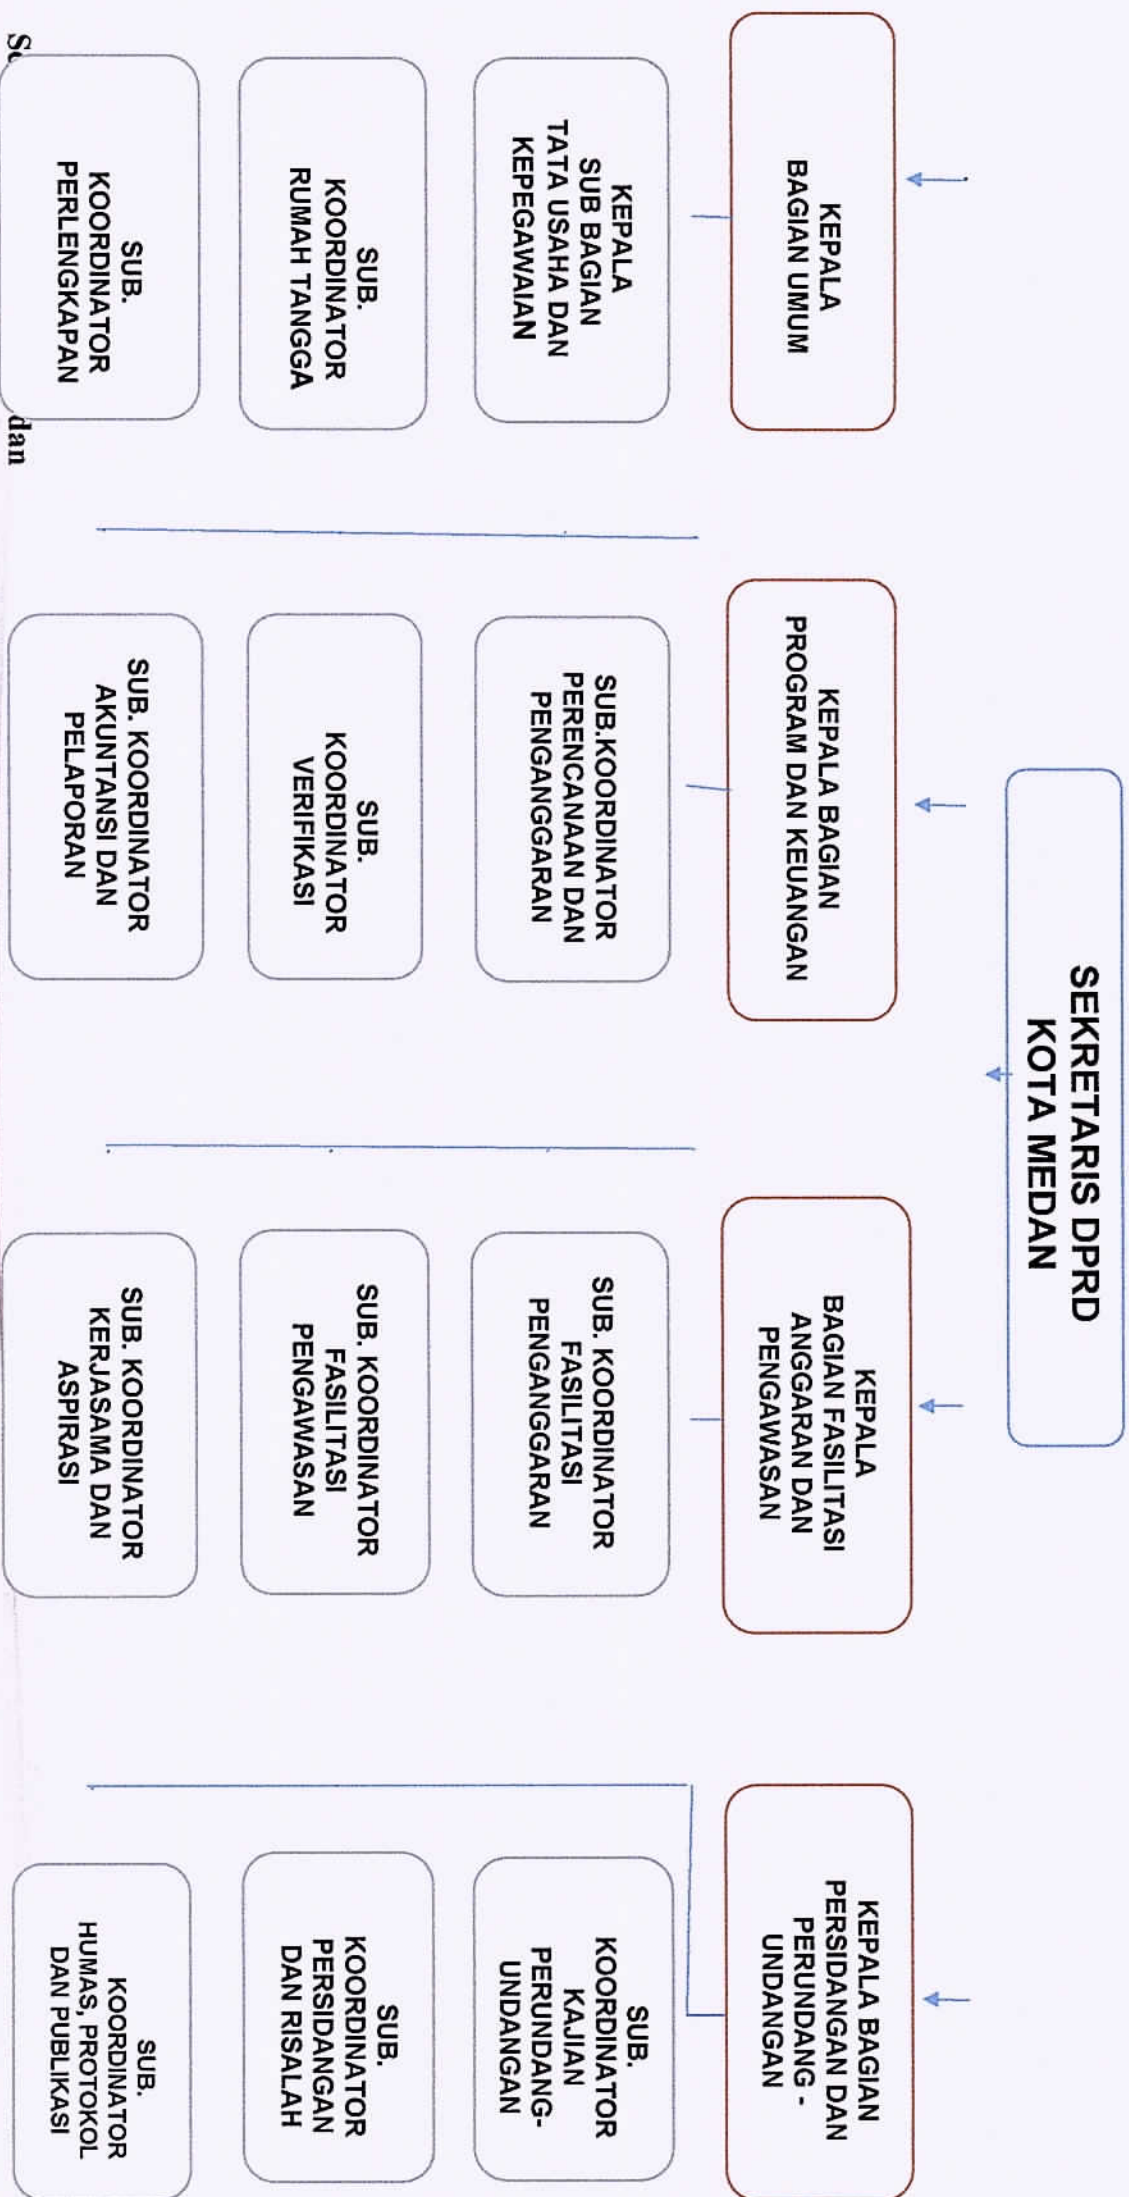 SEKRETARIS DPRD
KOTA MEDAN
KEPALA
BAGIAN UMUM
KEPALA
SUB BAGIAN
TATA USAHA DAN
KEPEGAWAIAN
SUB.
KOORDINATOR
RUMAH TANGGA
SUB.
KOORDINATOR
PERLENGKAPAN
KEPALA BAGIAN
PROGRAM DAN KEUANGAN
SUB.KOORDINATOR
PERENCANAAN DAN
PENGANGGARAN
SUB.
KOORDINATOR
VERIFIKASI
SUB. KOORDINATOR
AKUNTANSI DAN
PELAPORAN
KEPALA
BAGIAN FASILITASI
ANGGARAN DAN
PENGAWASAN
SUB. KOORDINATOR
FASILITASI
PENGANGGARAN
SUB. KOORDINATOR
FASILITASI
PENGAWASAN
SUB. KOORDINATOR
KERJASAMA DAN
ASPIRASI
KEPALA BAGIAN
PERSIDANGAN DAN
PERUNDANG -
UNDANGAN
SUB.
KOORDINATOR
KAJIAN
PERUNDANG-
UNDANGAN
SUB.
KOORDINATOR
PERSIDANGAN
DAN RISALAH
SUB.
KOORDINATOR
HUMAS, PROTOKOL
DAN PUBLIKASI
dan